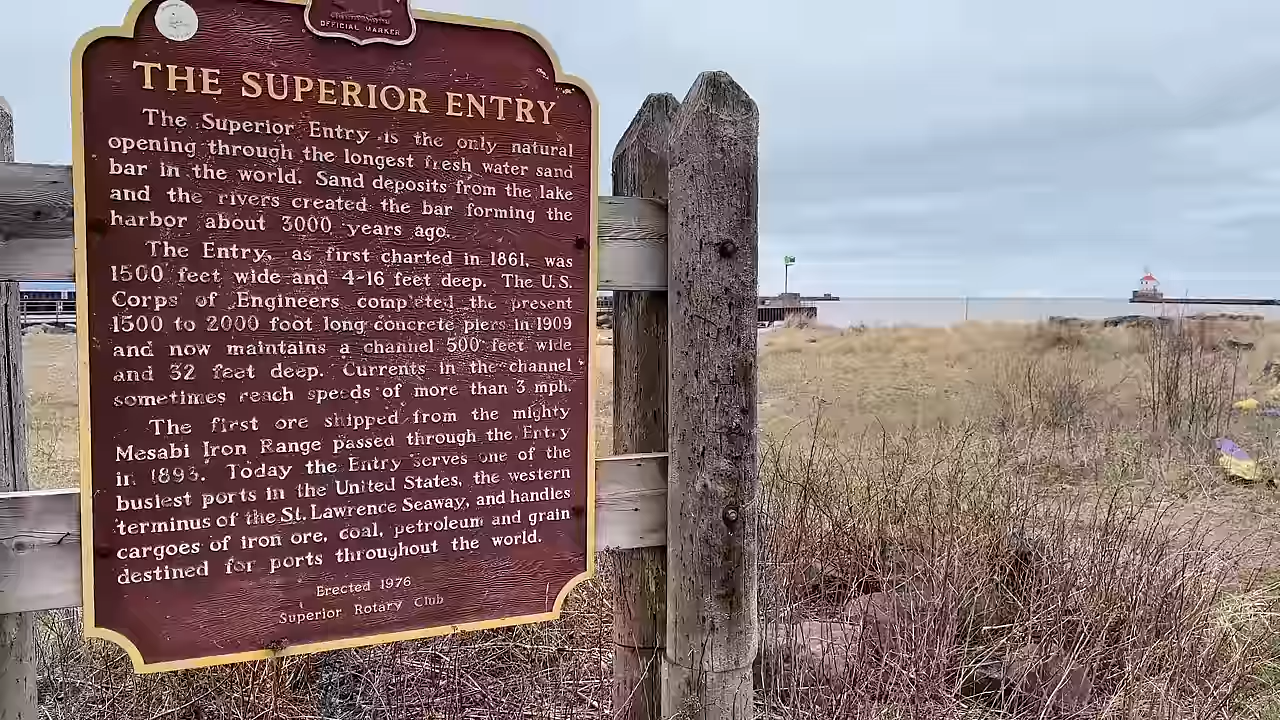 OFFICIAL MARKER
THE SUPERIOR ENTRY
The Superior Entry is the only natural
opening through the longest fresh water sand
bar in the world. Sand deposits from the lake
and the rivers created the bar forming the
harbor about 3000 years ago.
The Entry, as first charted in 1861, was
1500 feet wide and 4-16 feet deep. The U.S.
Corps of Engineers completed the present
1500 to 2000 foot long concrete piers in 1909
and now maintains a channel 500 feet wide
and 32 feet deep. Currents in the channel
sometimes reach speeds of more than 3 mph.
The first ore shipped from the mighty
Mesabi Iron Range passed through the Entry
in 1893. Today the Entry serves one of the
busiest ports in the United States, the western
terminus of the St. Lawrence Seaway, and handles
cargoes of iron ore, coal, petroleum and grain
destined for ports throughout the world.
Erected 1976
Superior Rotary Club